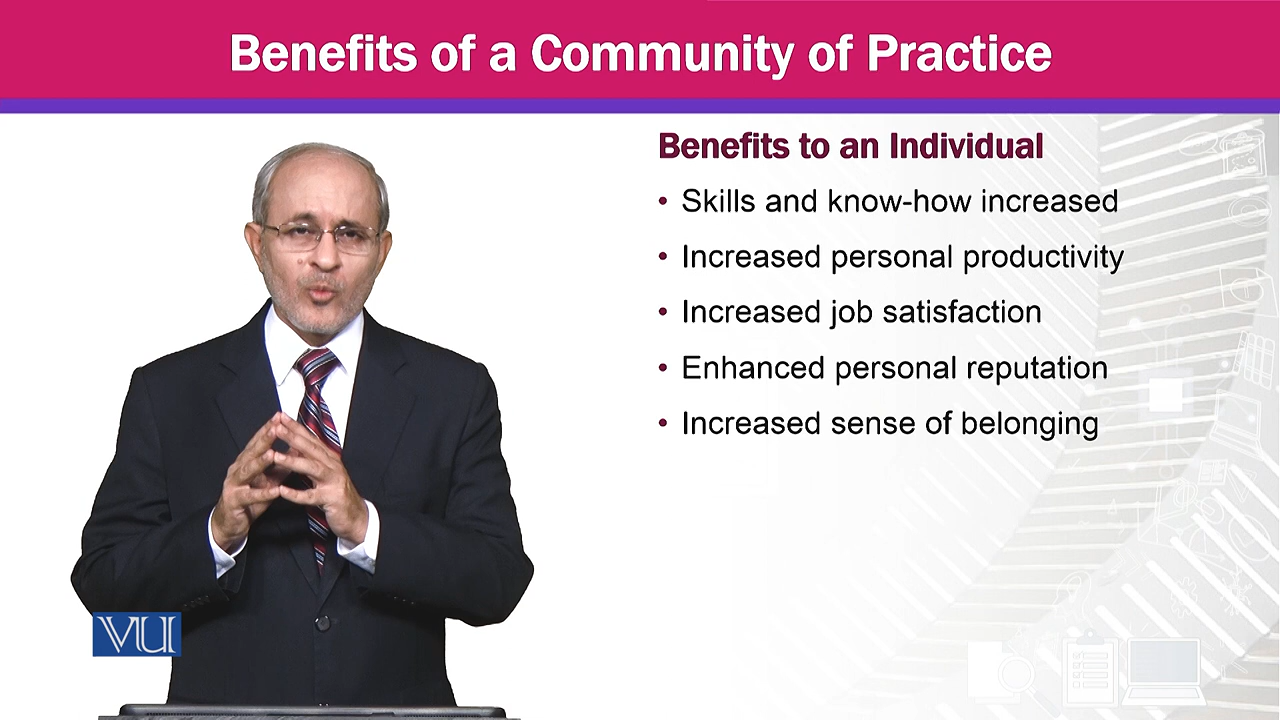 Benefits of a Community of Practice
Benefits to an Individual
• Skills and know-how increased
• Increased personal productivity
• Increased job satisfaction
• Enhanced personal reputation
• Increased sense of belonging
VU